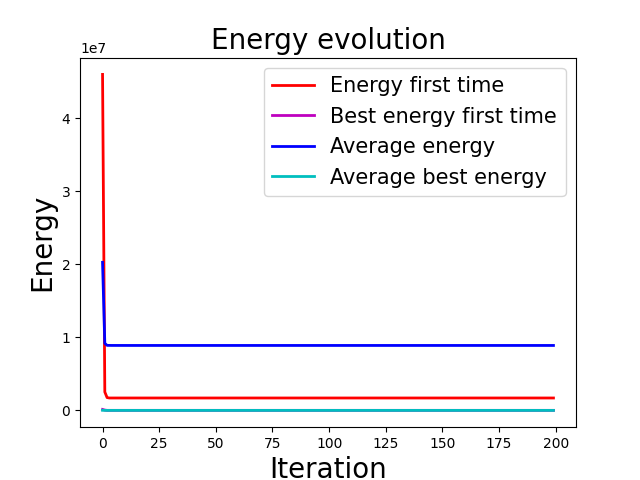 Energy evolution
1e7
Energy first time
Best energy first time
Average energy
Average best energy
4
3
2
1
0
Energy
0 25 50 75 100 125 150 175 200
Iteration